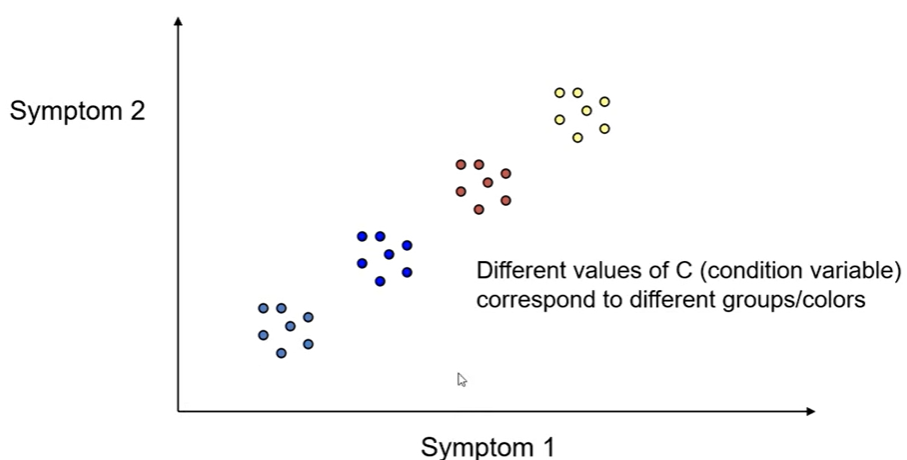 Symptom 2
Different values of C (condition variable)
correspond to different groups/colors
Symptom 1